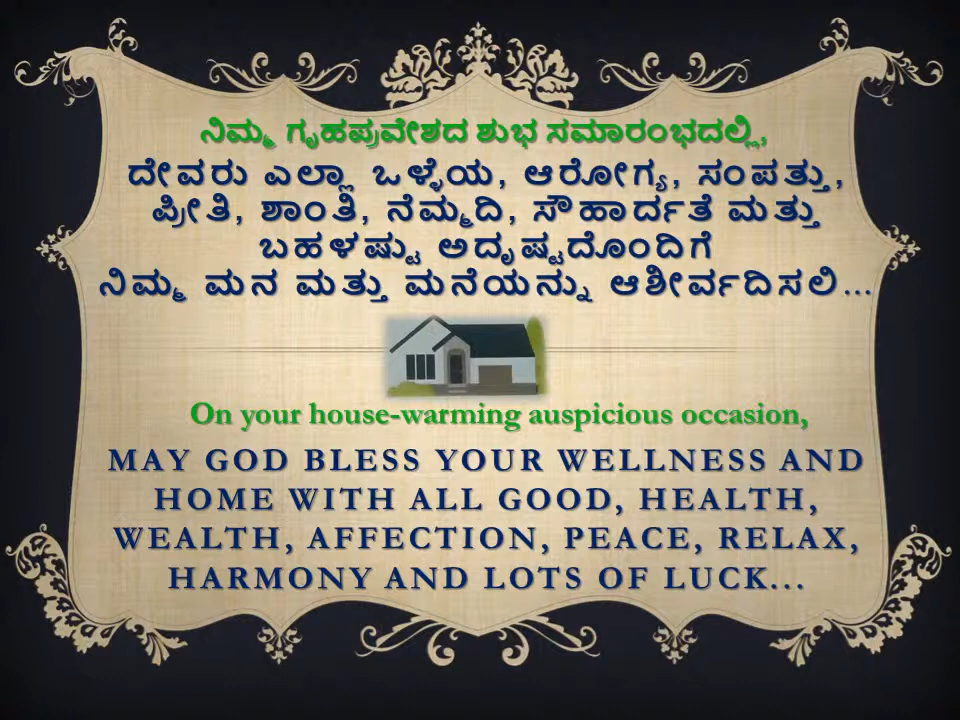 ನಿಮ್ಮ ಗೃಹಪ್ರವೇಶದ ಶುಭ ಸಮಾರಂಭದಲ್ಲಿ,
ದೇವರು ಎಲ್ಲಾ ಒಳ್ಳೆಯ, ಆರೋಗ್ಯ, ಸಂಪತ್ತು,
ಪ್ರೀತಿ, ಶಾಂತಿ, ನೆಮ್ಮದಿ, ಸೌಹಾರ್ದತೆ ಮತ್ತು
ಬಹಳಷ್ಟು ಅದೃಷ್ಟದೊಂದಿಗೆ
ನಿಮ್ಮ ಮನ ಮತ್ತು ಮನೆಯನ್ನು ಆಶೀರ್ವದಿಸಲಿ...
On your house-warming auspicious occasion,
MAY GOD BLESS YOUR WELLNESS AND
HOME WITH ALL GOOD, HEALTH,
WEALTH, AFFECTION, PEACE, RELAX,
HARMONY AND LOTS OF LUCK...